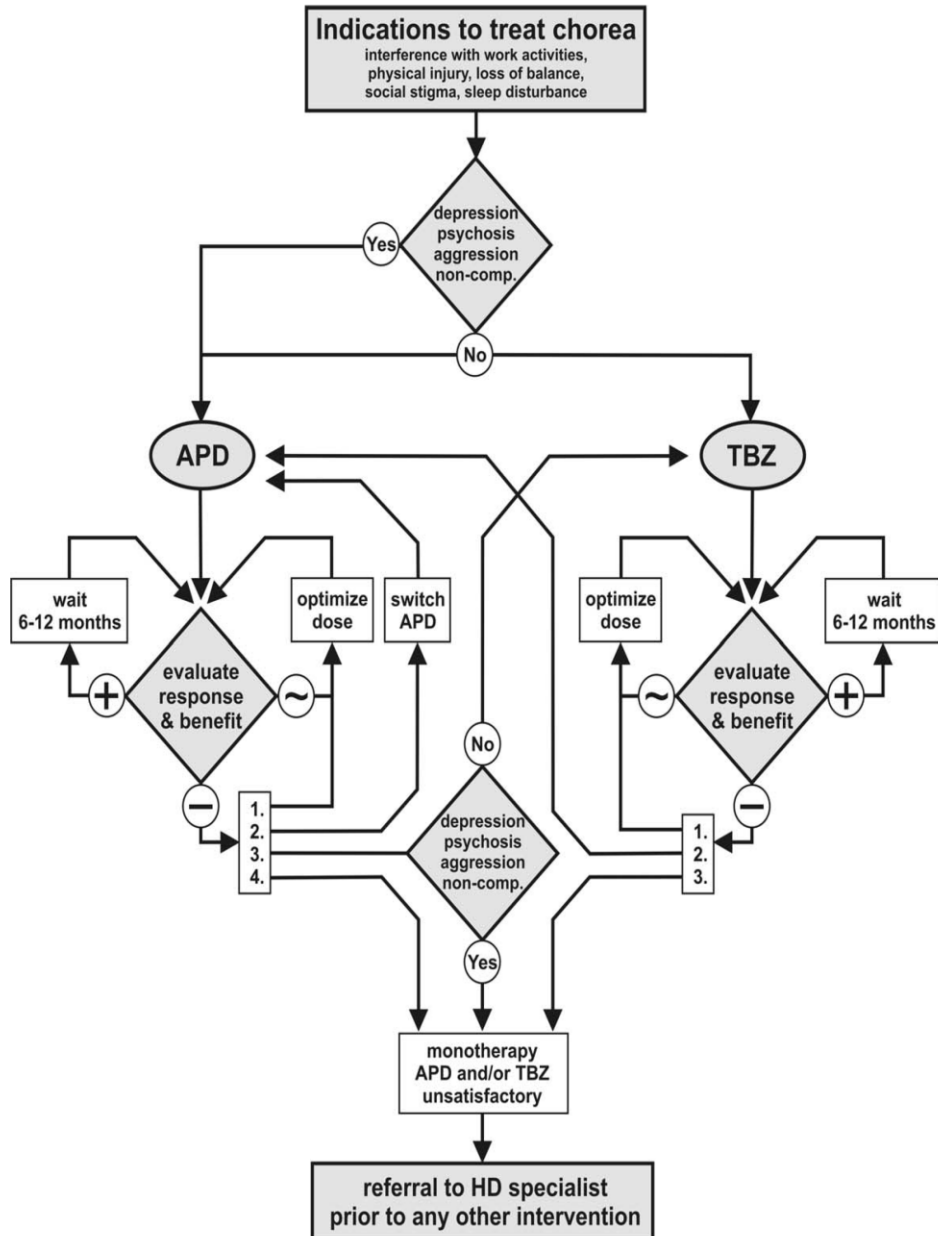 Indications to treat chorea
interference with work activities,
physical injury, loss of balance,
social stigma, sleep disturbance
depression
psychosis
aggression
non-comp.
Yes
No
APD
TBZ
wait
6-12 months
optimize
dose
switch
APD
optimize
dose
wait
6-12 months
+
evaluate
response
& benefit
~
No
~
evaluate
response
& benefit
+
−
−
1.
2.
3.
4.
depression
psychosis
aggression
non-comp.
1.
2.
3.
Yes
monotherapy
APD and/or TBZ
unsatisfactory
referral to HD specialist
prior to any other intervention